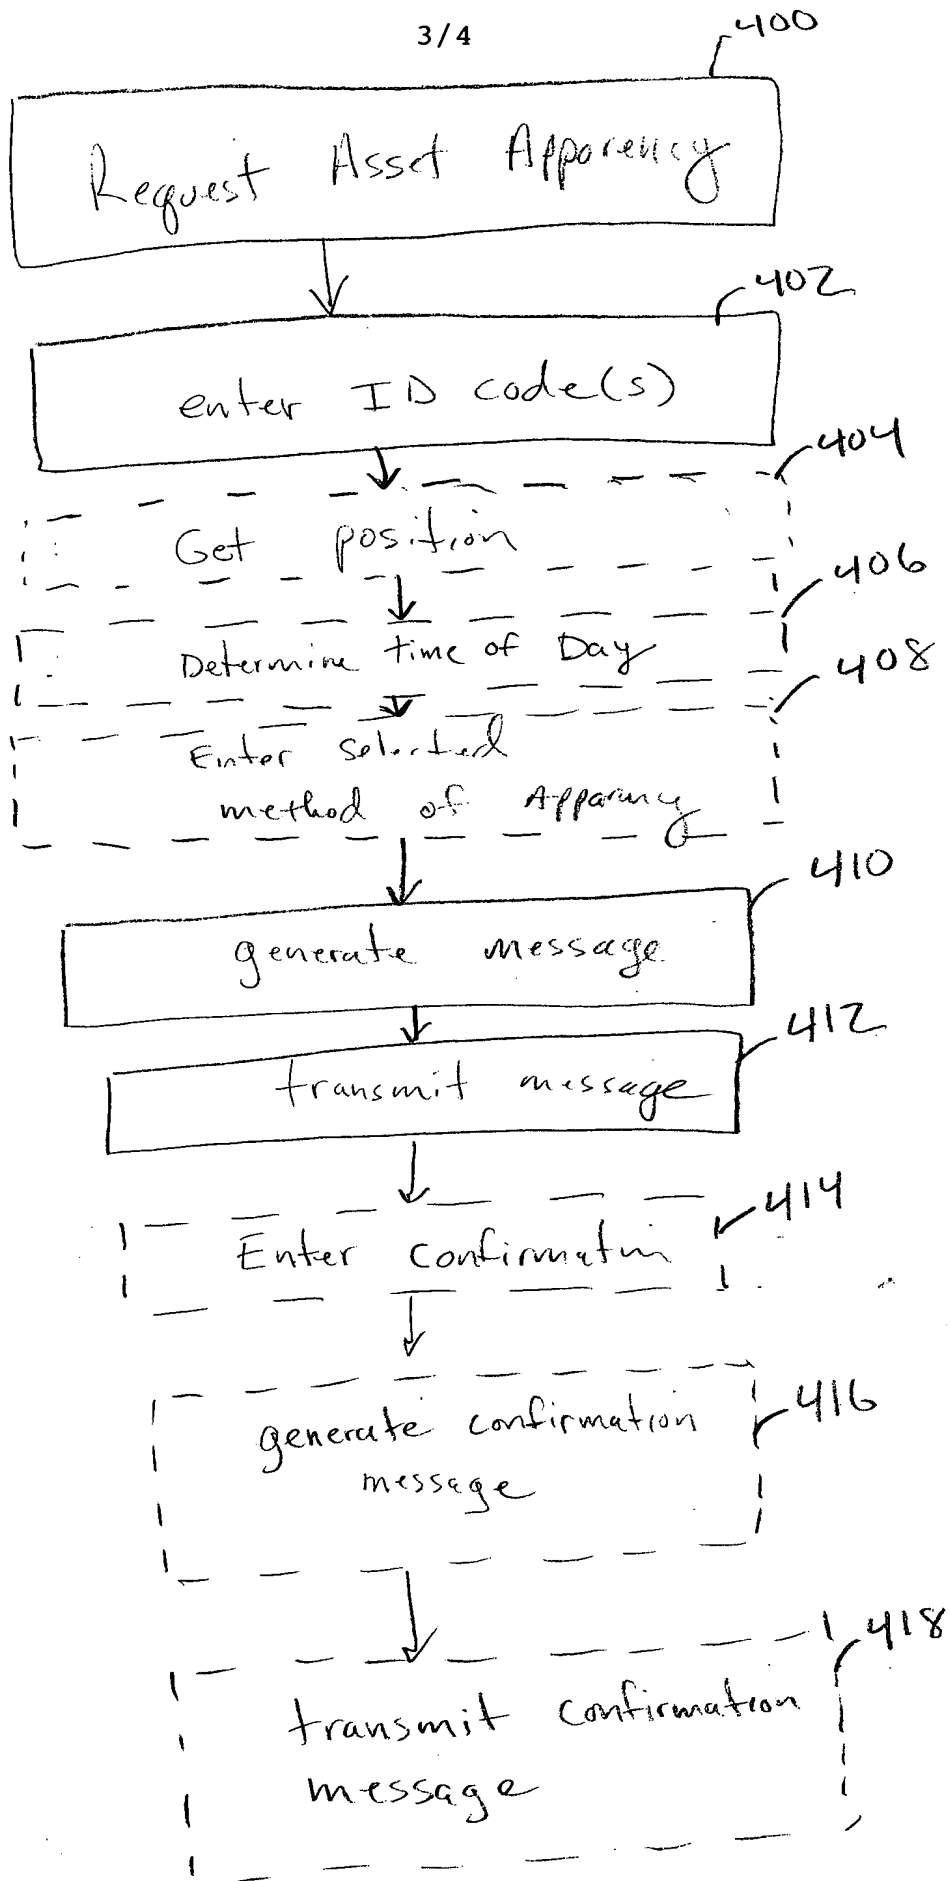 3/4
400
Request Asset Apparency
402
enter ID code(s)
404
Get position
406
Determine time of Day
408
Enter selected
method of Apparency
410
generate message
412
transmit message
414
Enter confirmation
416
generate confirmation
message
418
transmit confirmation
message